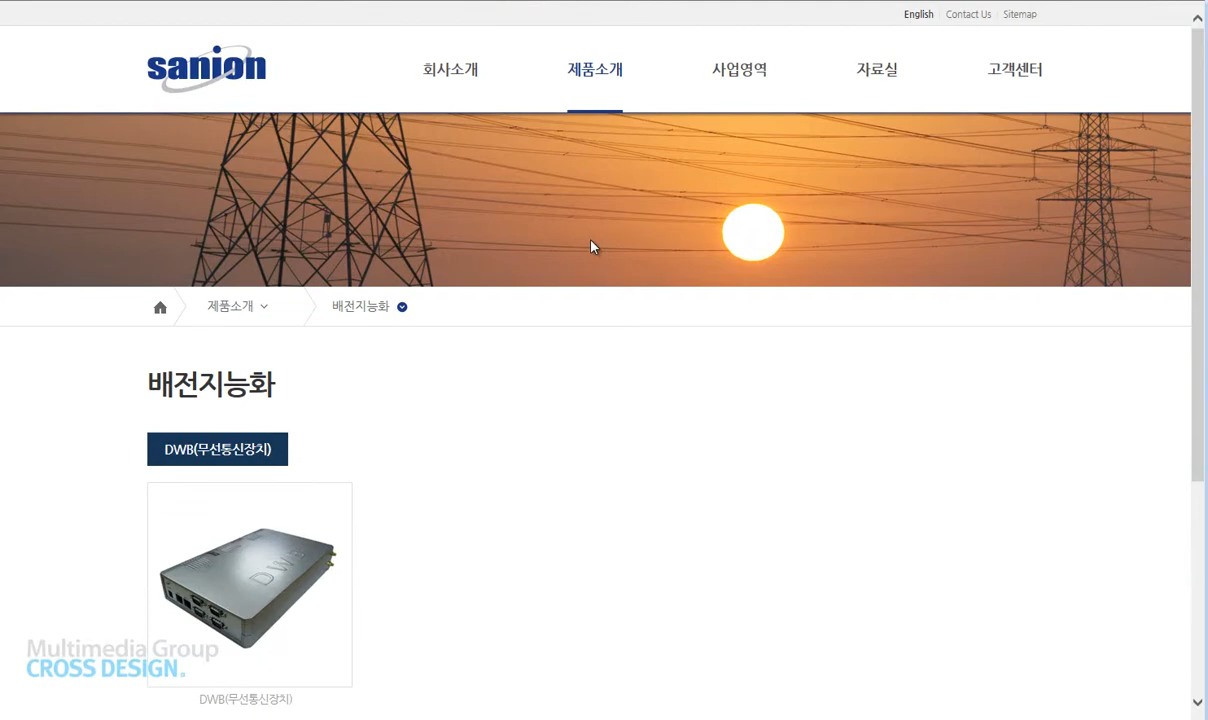 English Contact Us Sitemap
sanion 회사소개 제품소개 사업영역 자료실 고객센터
제품소개 배전지능화
배전지능화
DWB(무선통신장치)
DWB
Multimedia Group
CROSS DESIGN.
DWB(무선통신장치)